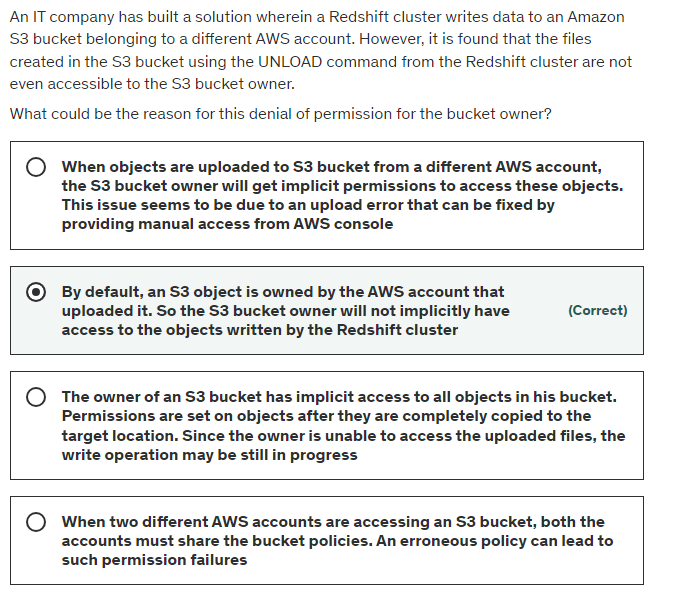 An IT company has built a solution wherein a Redshift cluster writes data to an Amazon
S3 bucket belonging to a different AWS account. However, it is found that the files
created in the S3 bucket using the UNLOAD command from the Redshift cluster are not
even accessible to the S3 bucket owner.
What could be the reason for this denial of permission for the bucket owner?
When objects are uploaded to S3 bucket from a different AWS account,
the S3 bucket owner will get implicit permissions to access these objects.
This issue seems to be due to an upload error that can be fixed by
providing manual access from AWS console
By default, an S3 object is owned by the AWS account that
uploaded it. So the S3 bucket owner will not implicitly have
access to the objects written by the Redshift cluster
(Correct)
The owner of an S3 bucket has implicit access to all objects in his bucket.
Permissions are set on objects after they are completely copied to the
target location. Since the owner is unable to access the uploaded files, the
write operation may be still in progress
When two different AWS accounts are accessing an S3 bucket, both the
accounts must share the bucket policies. An erroneous policy can lead to
such permission failures